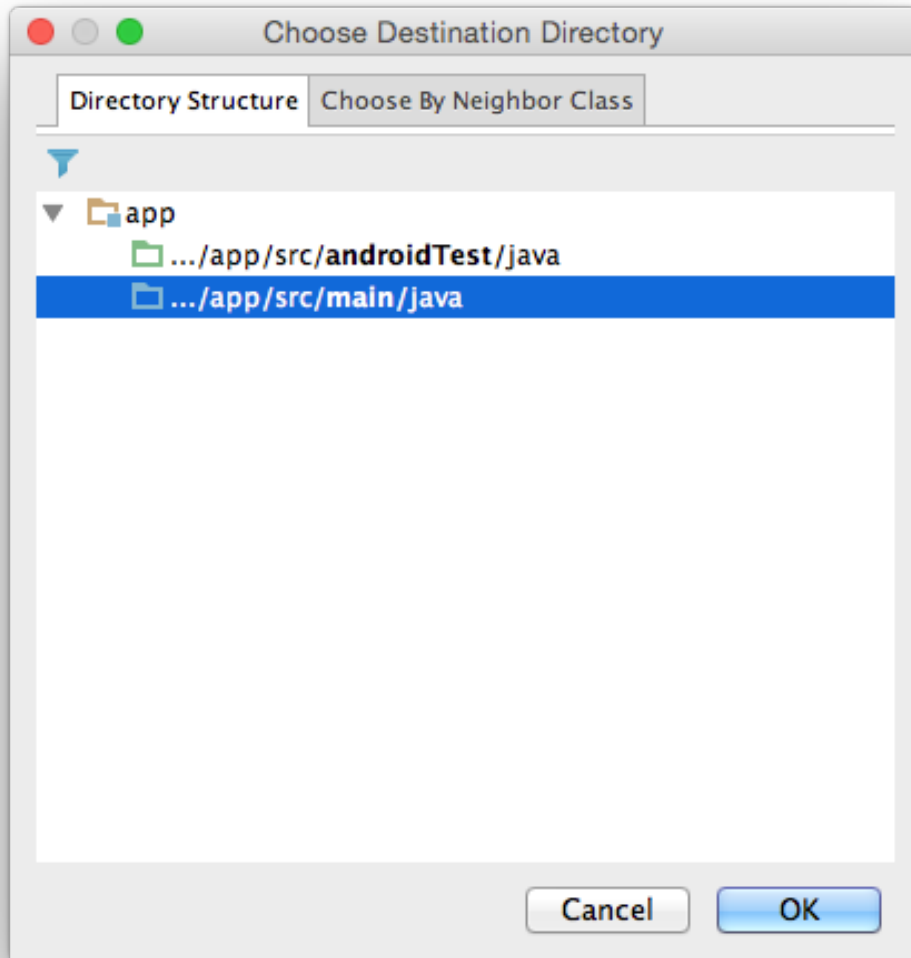 Choose Destination Directory
Directory Structure Choose By Neighbor Class
app
.../app/src/androidTest/java
.../app/src/main/java
Cancel OK